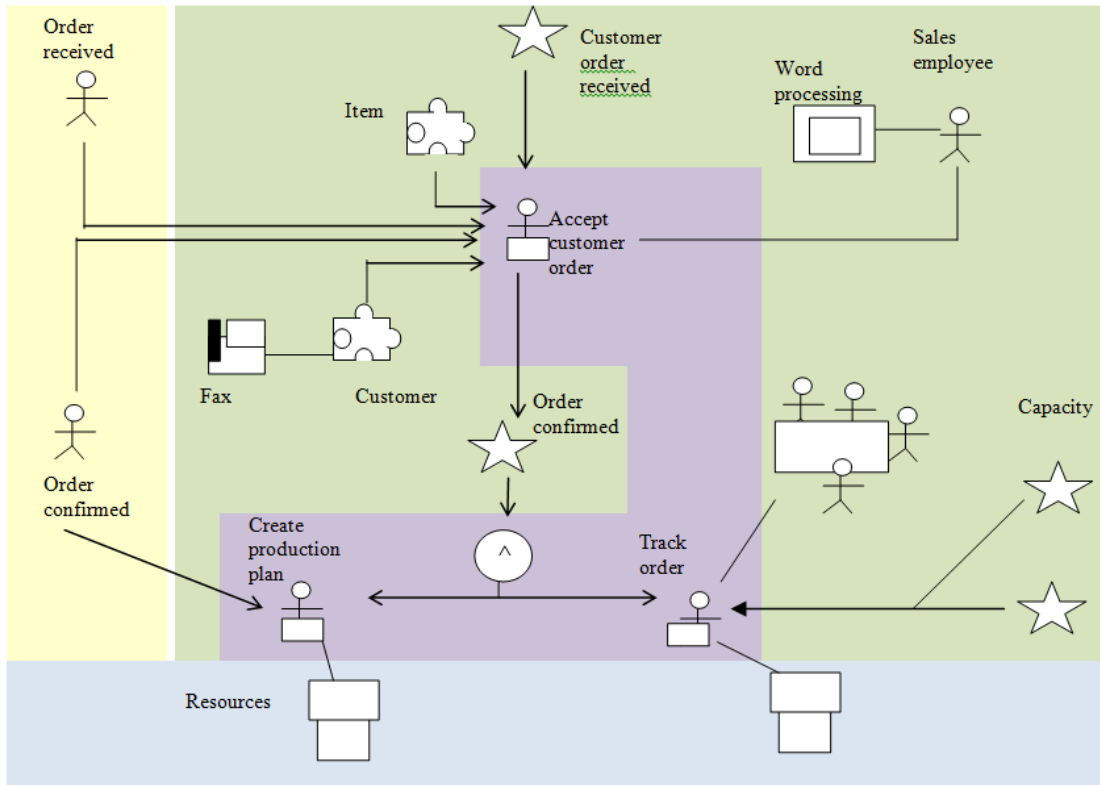 Order
received
Customer
order
received
Sales
employee
Word
processing
Item
Accept
customer
order
Fax
Customer
Order
confirmed
Capacity
Order
confirmed
Create
production
plan
^
Track
order
Resources